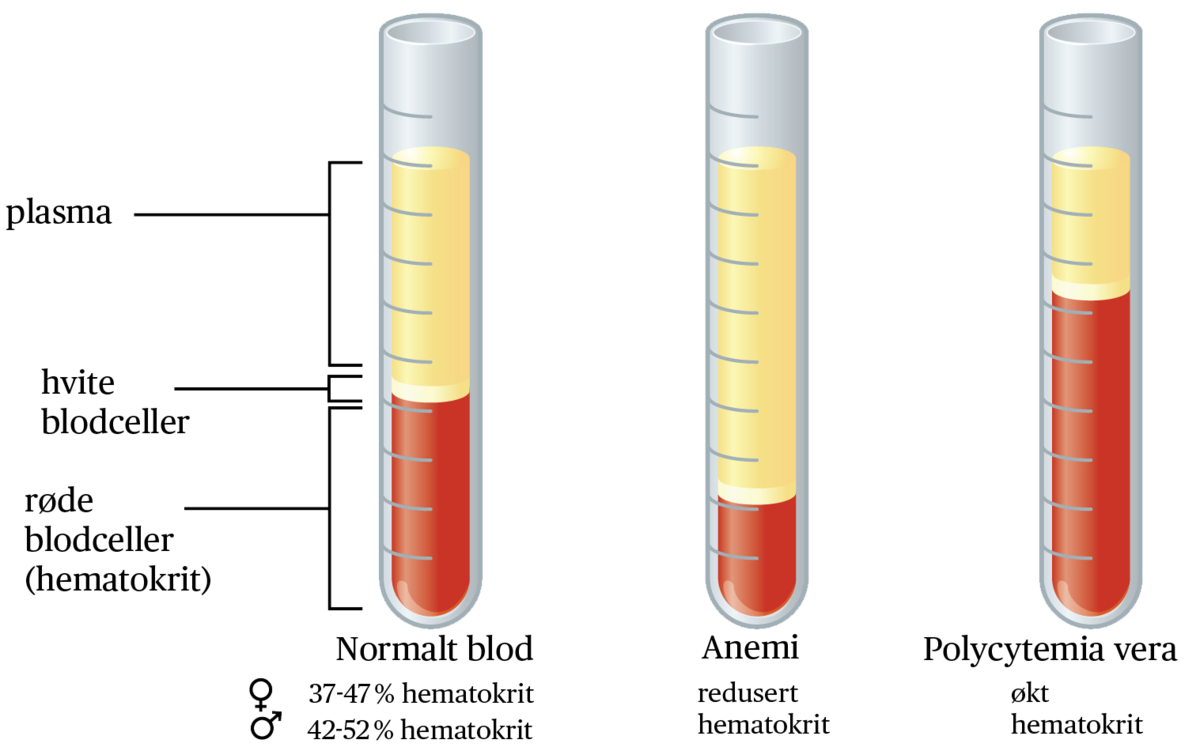 plasma
hvite
blodceller
røde
blodceller
(hematokrit)
Normalt blod
♀ 37-47 % hematokrit
♂ 42-52 % hematokrit
Anemi
redusert
hematokrit
Polycytemia vera
økt
hematokrit